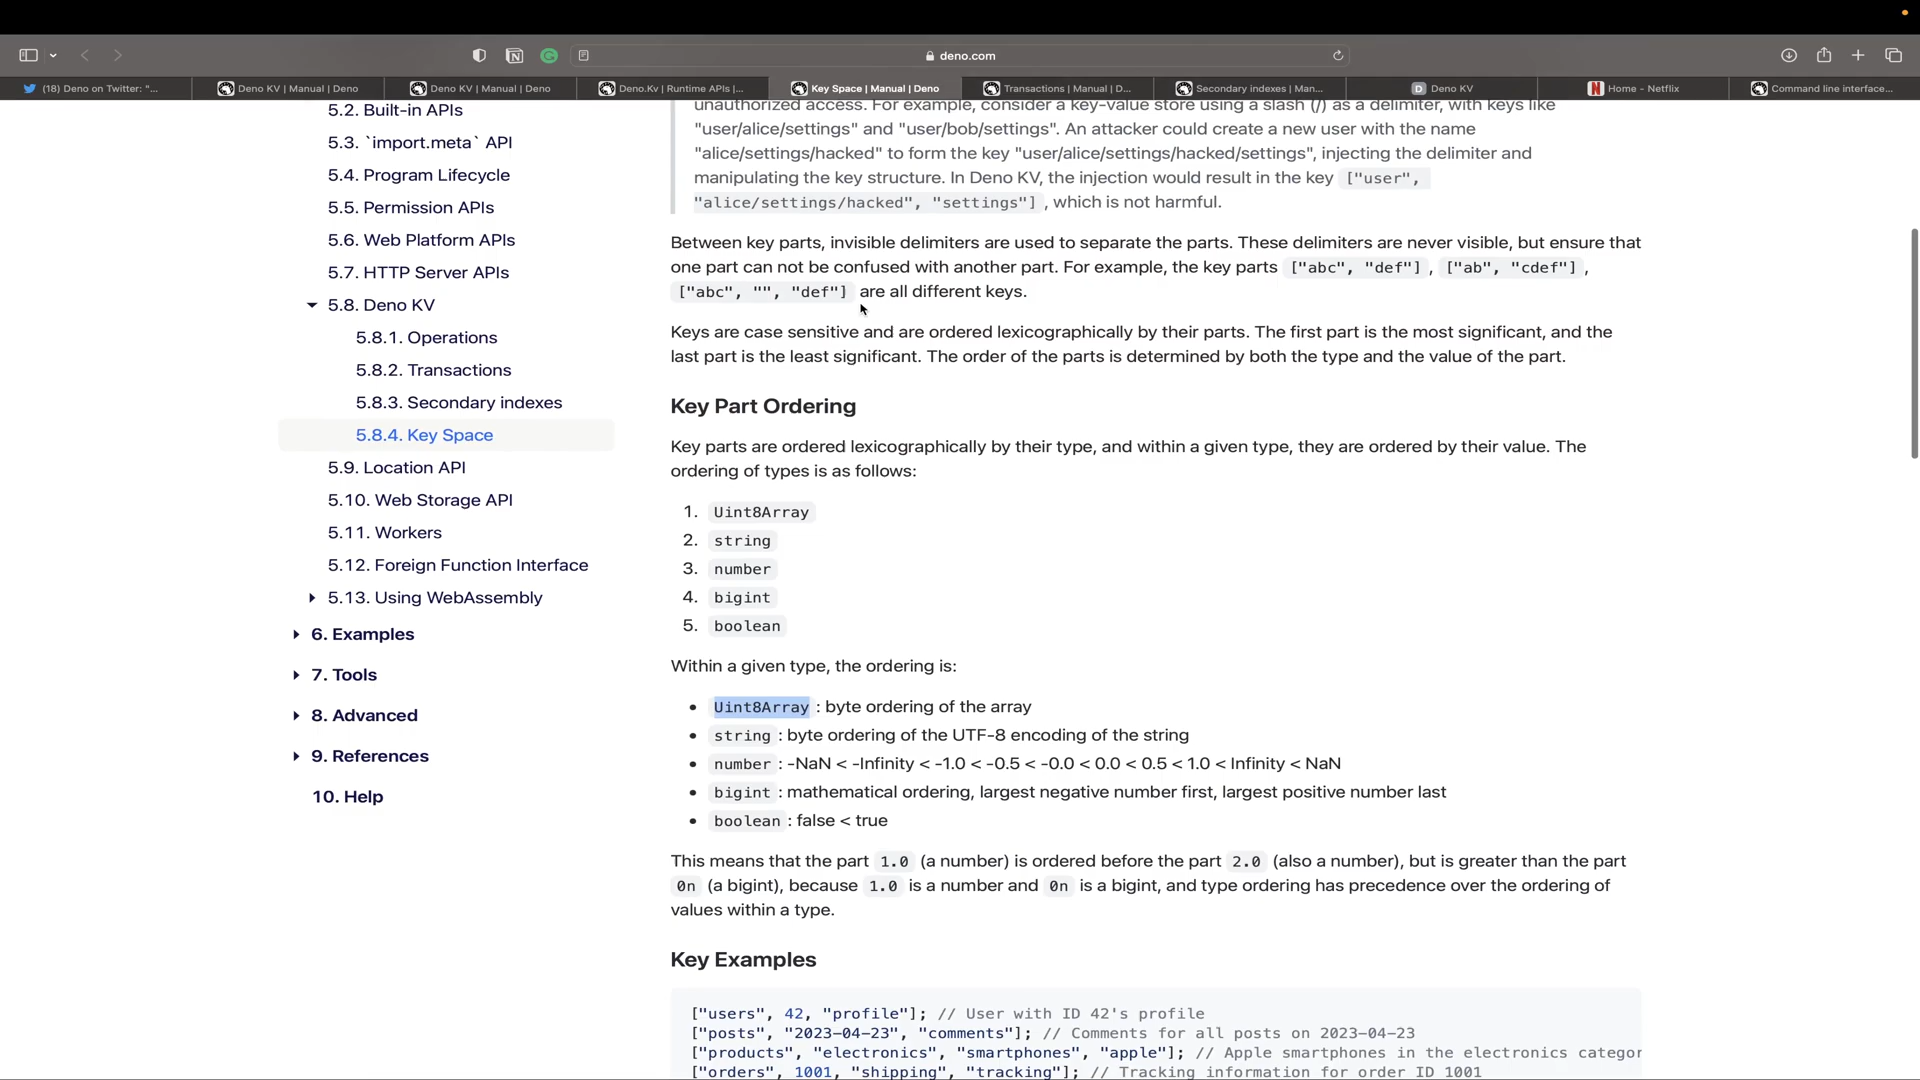 deno.com
(18) Deno on Twitter: "...
Deno KV | Manual | Deno
Deno KV | Manual | Deno
Deno.Kv | Runtime APIs |...
Key Space | Manual | Deno
Transactions | Manual | D...
Secondary indexes | Man...
D Deno KV
N Home - Netflix
Command line interface...
5.2. Built-in APIs
5.3. `import.meta` API
5.4. Program Lifecycle
5.5. Permission APIs
5.6. Web Platform APIs
5.7. HTTP Server APIs
5.8. Deno KV
5.8.1. Operations
5.8.2. Transactions
5.8.3. Secondary indexes
5.8.4. Key Space
5.9. Location API
5.10. Web Storage API
5.11. Workers
5.12. Foreign Function Interface
5.13. Using WebAssembly
6. Examples
7. Tools
8. Advanced
9. References
10. Help
unauthorized access. For example, consider a key-value store using a slash (/) as a delimiter, with keys like
"user/alice/settings" and "user/bob/settings". An attacker could create a new user with the name
"alice/settings/hacked" to form the key "user/alice/settings/hacked/settings", injecting the delimiter and
manipulating the key structure. In Deno KV, the injection would result in the key ["user",
"alice/settings/hacked", "settings"], which is not harmful.
Between key parts, invisible delimiters are used to separate the parts. These delimiters are never visible, but ensure that
one part can not be confused with another part. For example, the key parts ["abc", "def"], ["ab", "cdef"],
["abc", "", "def"] are all different keys.
Keys are case sensitive and are ordered lexicographically by their parts. The first part is the most significant, and the
last part is the least significant. The order of the parts is determined by both the type and the value of the part.
Key Part Ordering
Key parts are ordered lexicographically by their type, and within a given type, they are ordered by their value. The
ordering of types is as follows:
1. Uint8Array
2. string
3. number
4. bigint
5. boolean
Within a given type, the ordering is:
• Uint8Array : byte ordering of the array
• string : byte ordering of the UTF-8 encoding of the string
• number : -NaN < -Infinity < -1.0 < -0.5 < -0.0 < 0.0 < 0.5 < 1.0 < Infinity < NaN
• bigint : mathematical ordering, largest negative number first, largest positive number last
• boolean : false < true
This means that the part 1.0 (a number) is ordered before the part 2.0 (also a number), but is greater than the part
0n (a bigint), because 1.0 is a number and 0n is a bigint, and type ordering has precedence over the ordering of
values within a type.
Key Examples
["users", 42, "profile"]; // User with ID 42's profile
["posts", "2023-04-23", "comments"]; // Comments for all posts on 2023-04-23
["products", "electronics", "smartphones", "apple"]; // Apple smartphones in the electronics categor
["orders", 1001, "shipping", "tracking"]; // Tracking information for order ID 1001